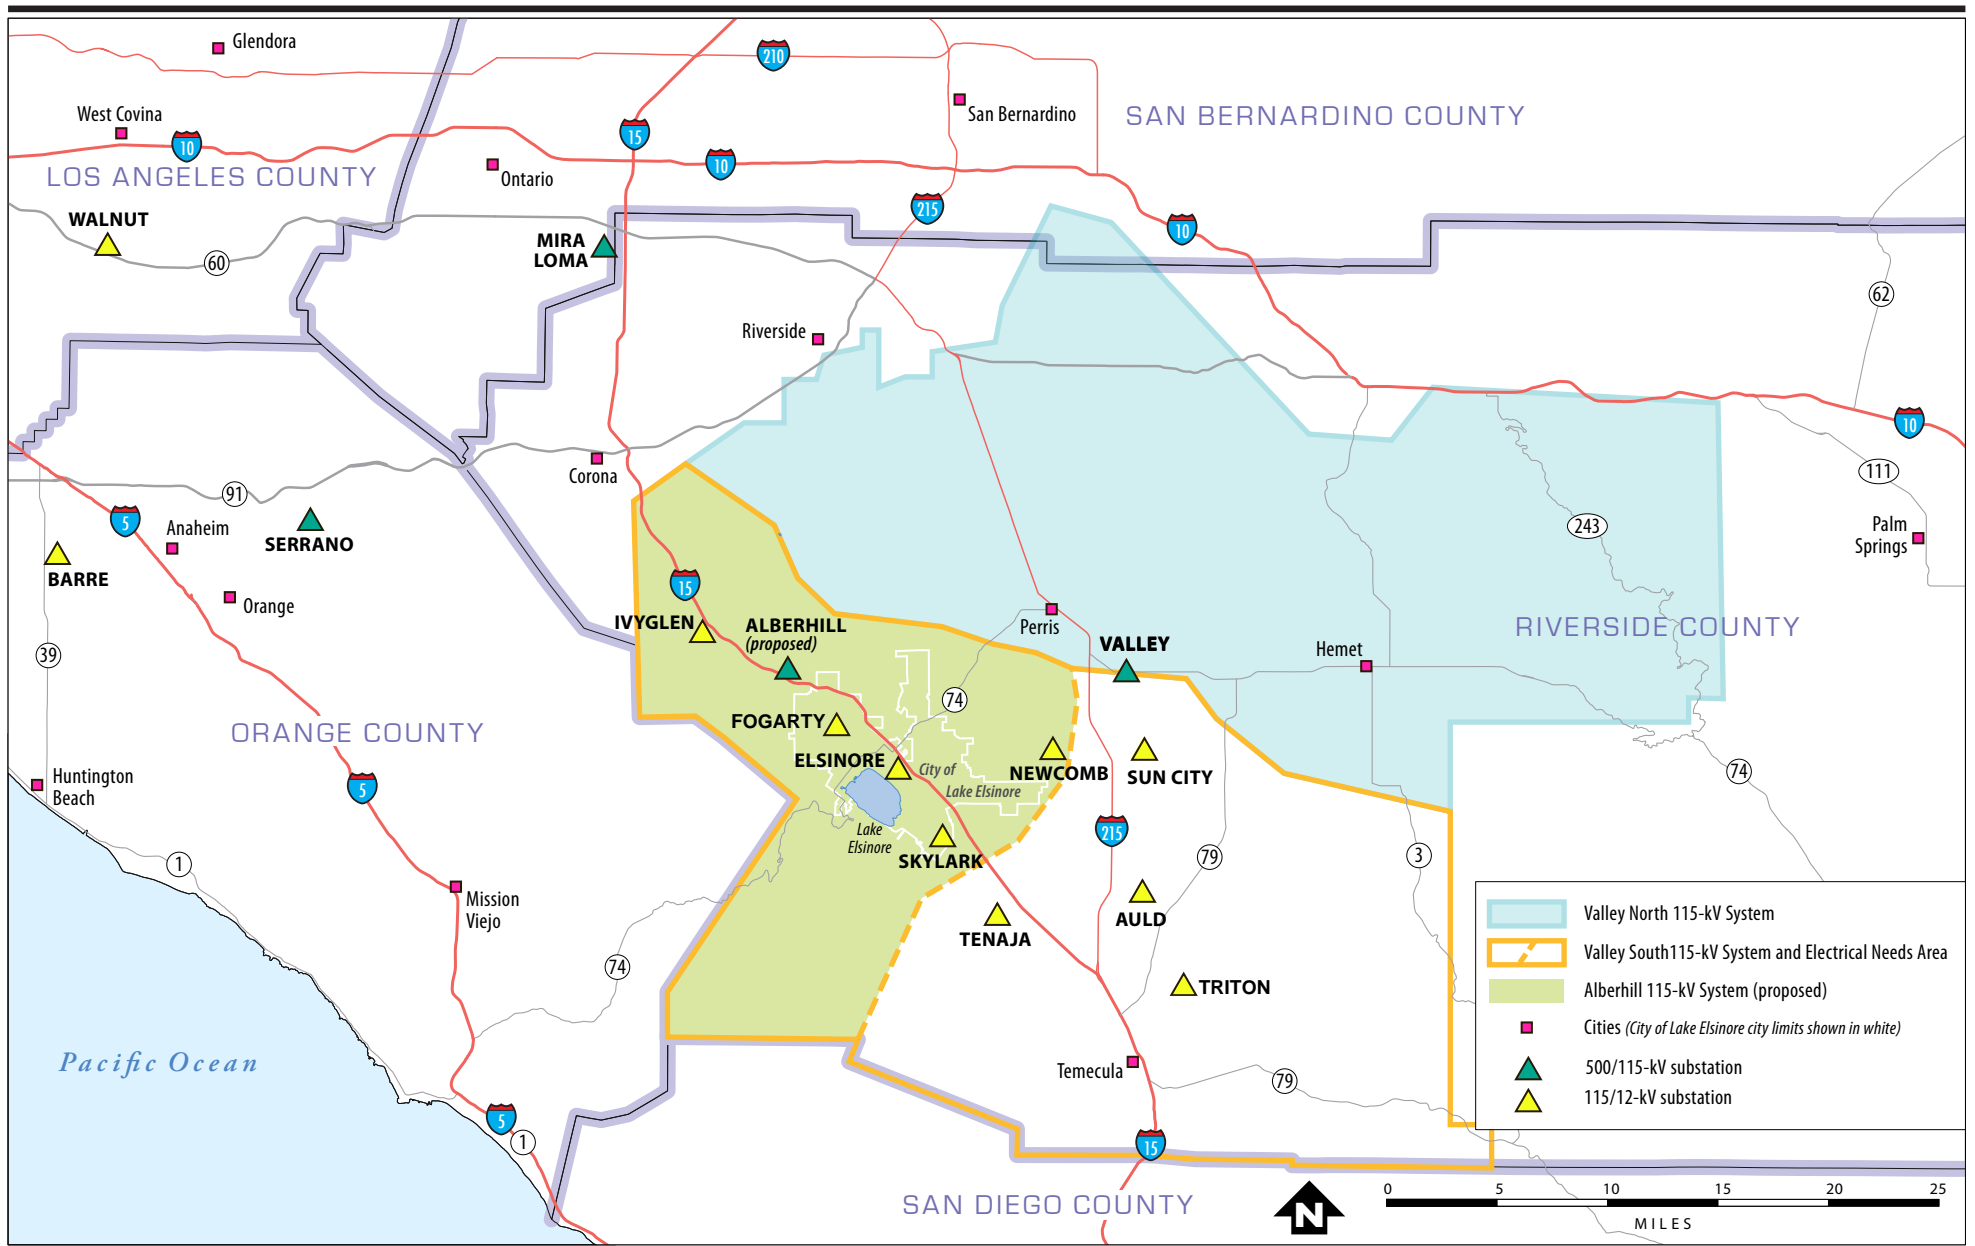 Glendora
210
San Bernardino
SAN BERNARDINO COUNTY
West Covina
10
15
10
LOS ANGELES COUNTY
Ontario
215
WALNUT
10
MIRA
LOMA
60
62
Riverside
10
Corona
111
91
5
Anaheim
SERRANO
243
Palm
Springs
BARRE
15
Orange
IVYGLEN
ALBERHILL
(proposed)
Perris
RIVERSIDE COUNTY
VALLEY
Hemet
39
74
FOGARTY
ORANGE COUNTY
ELSINORE
City of
Lake Elsinore
NEWCOMB
SUN CITY
74
Huntington
Beach
5
Lake
Elsinore
215
SKYLARK
79
3
1
Mission
Viejo
AULD
TENAJA
74
TRITON
Pacific Ocean
Temecula
79
5
1
15
SAN DIEGO COUNTY
Valley North 115-kV System
Valley South115-kV System and Electrical Needs Area
Alberhill 115-kV System (proposed)
Cities (City of Lake Elsinore city limits shown in white)
500/115-kV substation
115/12-kV substation
N
0 5 10 15 20 25
MILES